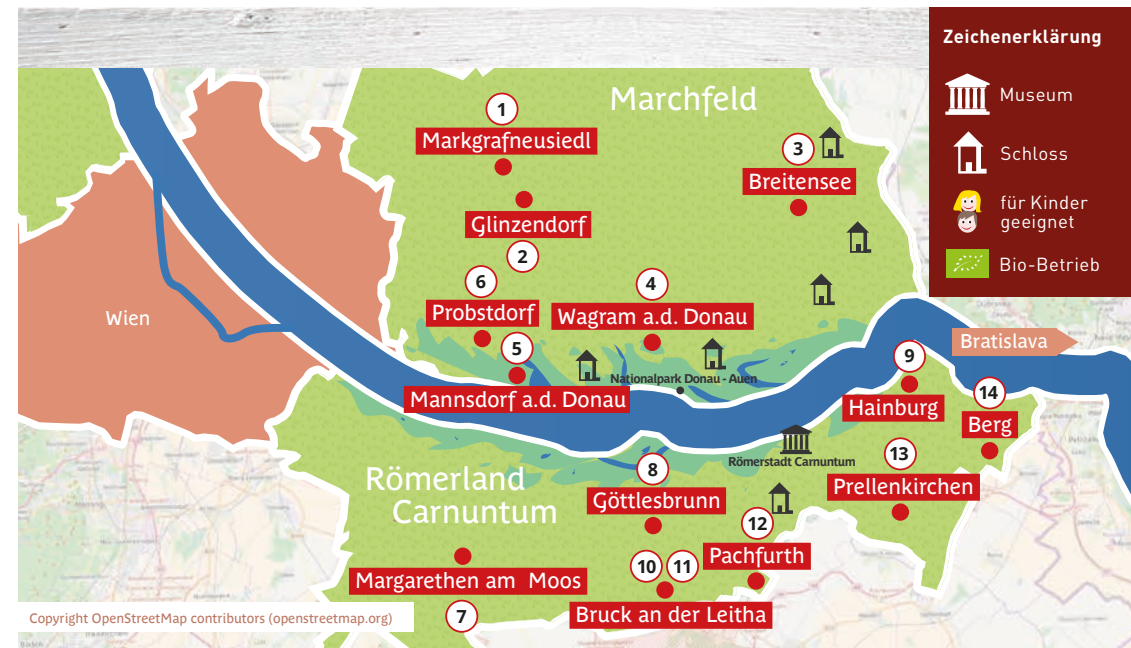 Zeichenerklärung
Museum
Schloss
für Kinder
geeignet
Bio-Betrieb
Marchfeld
1
Markgrafneusiedl
3
Breitensee
Glinzendorf
2
6
Probstdorf
4
Wagram a.d. Donau
Wien
5
Mannsdorf a.d. Donau
Nationalpark Donau - Auen
Bratislava
9
Hainburg
14
Berg
Römerstadt Carnuntum
13
Prellenkirchen
Römerland
Carnuntum
8
Göttlesbrunn
12
Pachfurth
10
11
Bruck an der Leitha
Margarethen am Moos
7
Copyright OpenStreetMap contributors (openstreetmap.org)